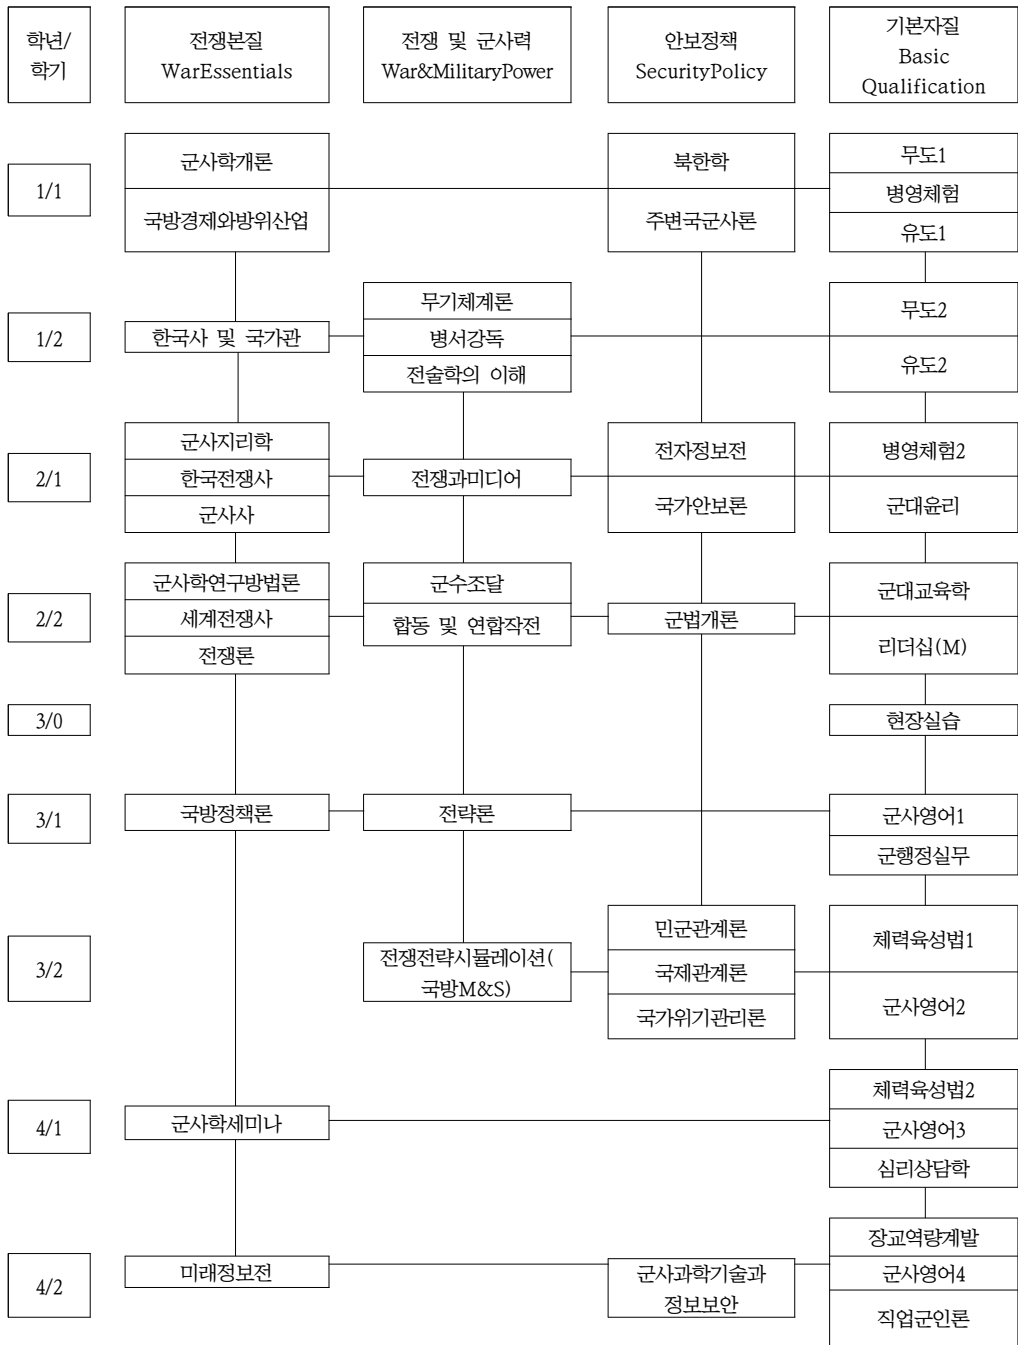 학년/
학기
전쟁본질
WarEssentials
전쟁 및 군사력
War&MilitaryPower
안보정책
SecurityPolicy
기본자질
Basic
Qualification
1/1
군사학개론
국방경제와방위산업
북한학
주변국군사론
무도1
병영체험
유도1
1/2
한국사 및 국가관
무기체계론
병서강독
전술학의 이해
무도2
유도2
2/1
군사지리학
한국전쟁사
군사사
전쟁과미디어
전자정보전
국가안보론
병영체험2
군대윤리
2/2
군사학연구방법론
세계전쟁사
전쟁론
군수조달
합동 및 연합작전
군법개론
군대교육학
리더십(M)
3/0
현장실습
3/1
국방정책론
전략론
군사영어1
군행정실무
3/2
전쟁전략시뮬레이션(
국방M&S)
민군관계론
국제관계론
국가위기관리론
체력육성법1
군사영어2
4/1
군사학세미나
체력육성법2
군사영어3
심리상담학
4/2
미래정보전
군사과학기술과
정보보안
장교역량계발
군사영어4
직업군인론